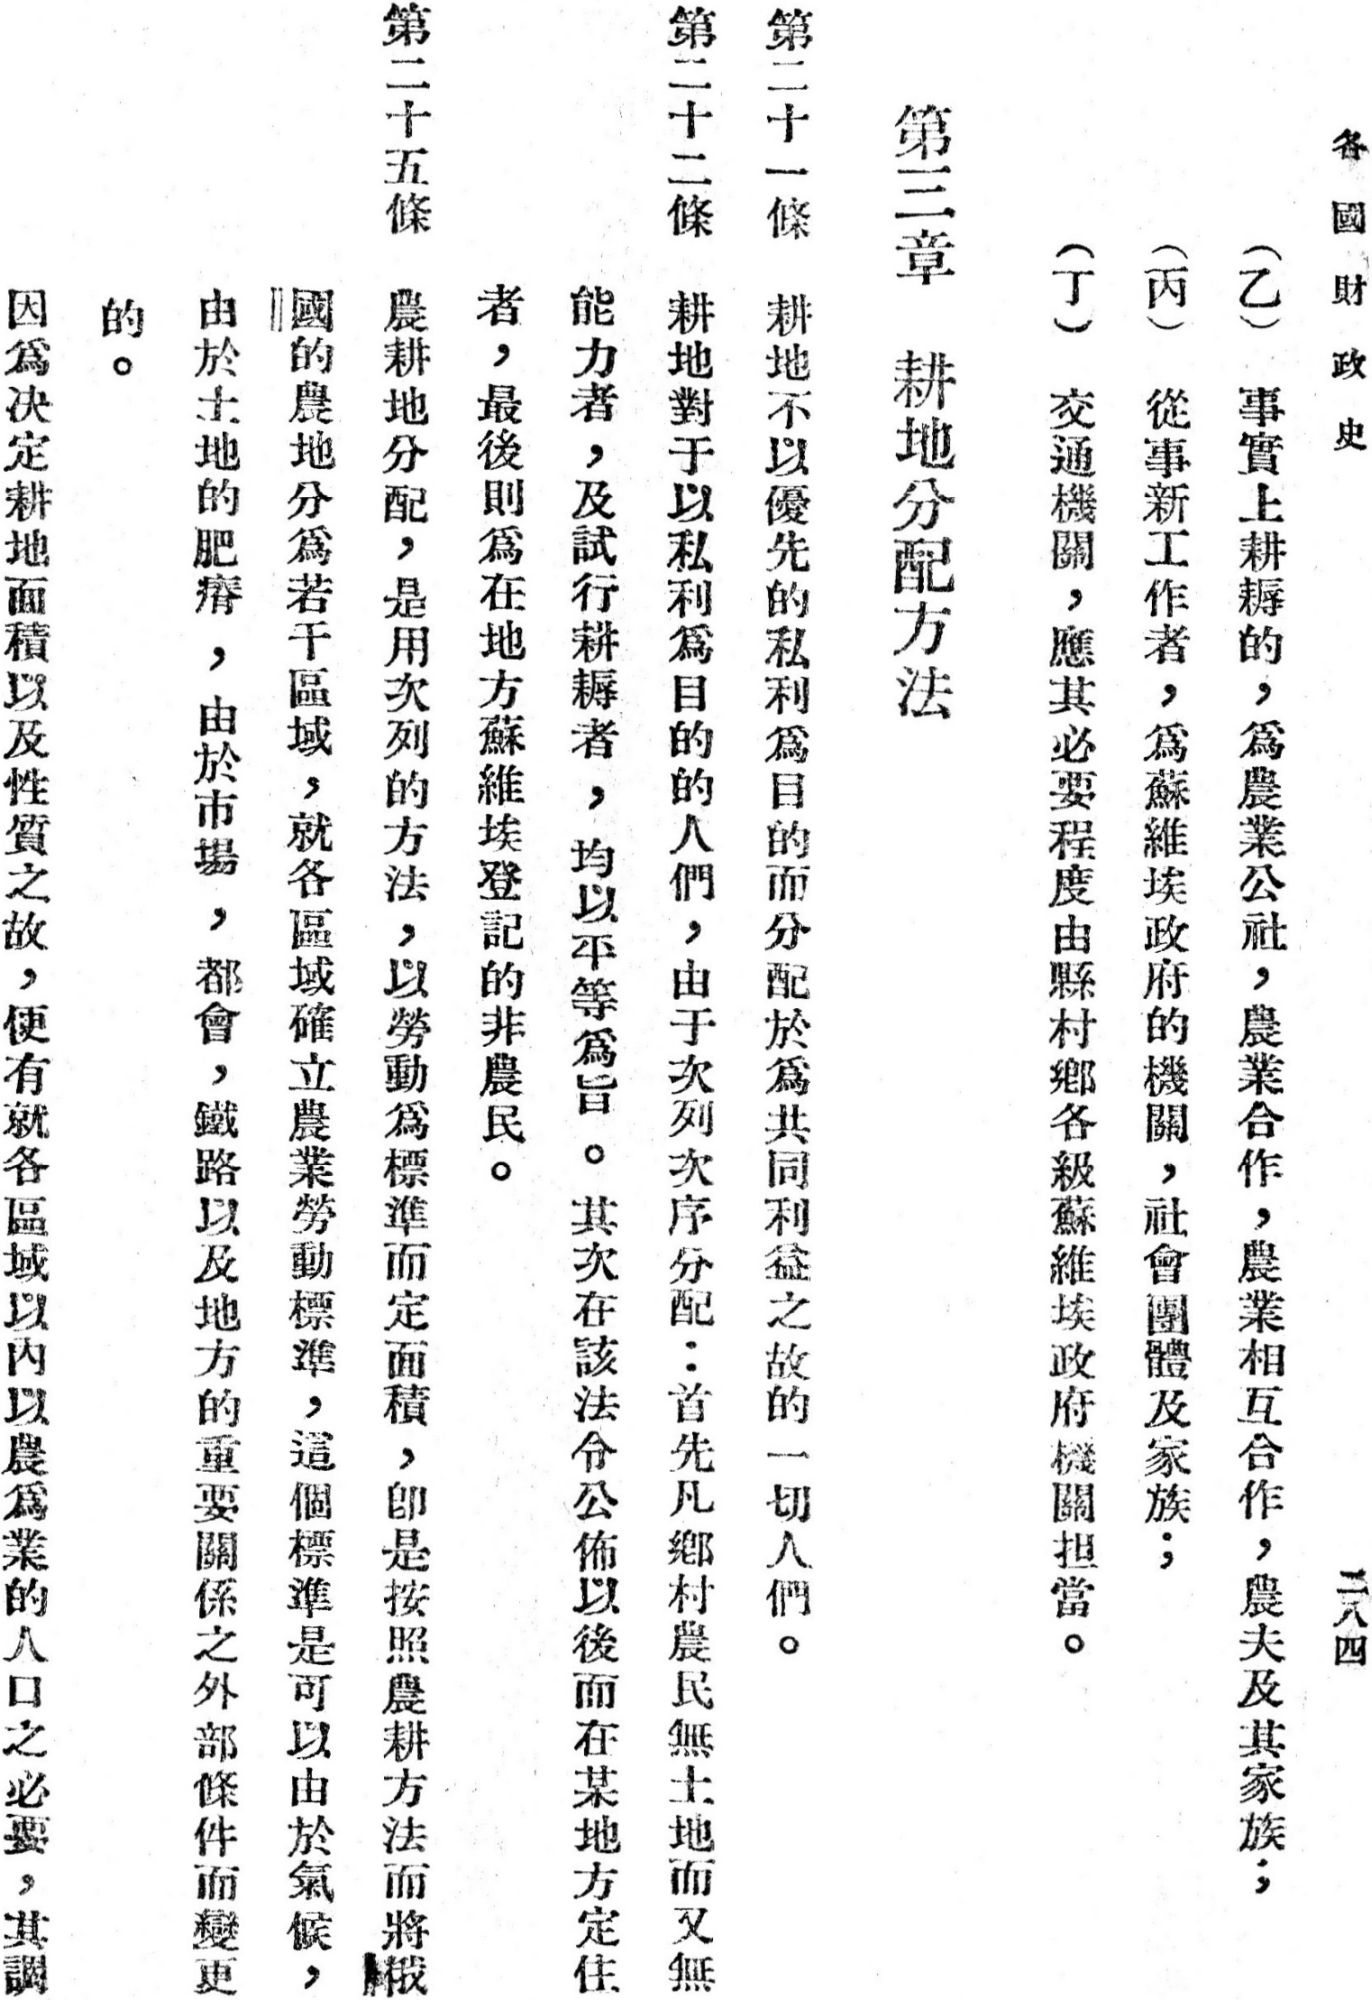 各國財政史
二八四
（乙） 事實上耕耨的，爲農業公社，農業合作，農業相互合作，農夫及其家族；
（丙） 從事新工作者，爲蘇維埃政府的機關，社會團體及家族；
（丁） 交通機關，應其必要程度由縣村鄉各級蘇維埃政府機關担當。
第三章 耕地分配方法
第二十一條 耕地不以優先的私利爲目的而分配於爲共同利益之故的一切人們。
第二十二條 耕地對于以私利爲目的的人們，由于次列次序分配：首先凡鄉村農民無土地而又無
能力者，及試行耕耨者，均以平等爲旨。其次在該法令公佈以後而在某地方定住
者，最後則爲在地方蘇維埃登記的非農民。
第二十五條 農耕地分配，是用次列的方法，以勞動爲標準而定面積，卽是按照農耕方法而將俄
國的農地分爲若干區域，就各區域確立農業勞動標準，這個標準是可以由於氣候，
由於土地的肥瘠，由於市場，都會，鐵路以及地方的重要關係之外部條件而變更
的。
因爲决定耕地面積以及性質之故，便有就各區域以內以農爲業的人口之必要，其調